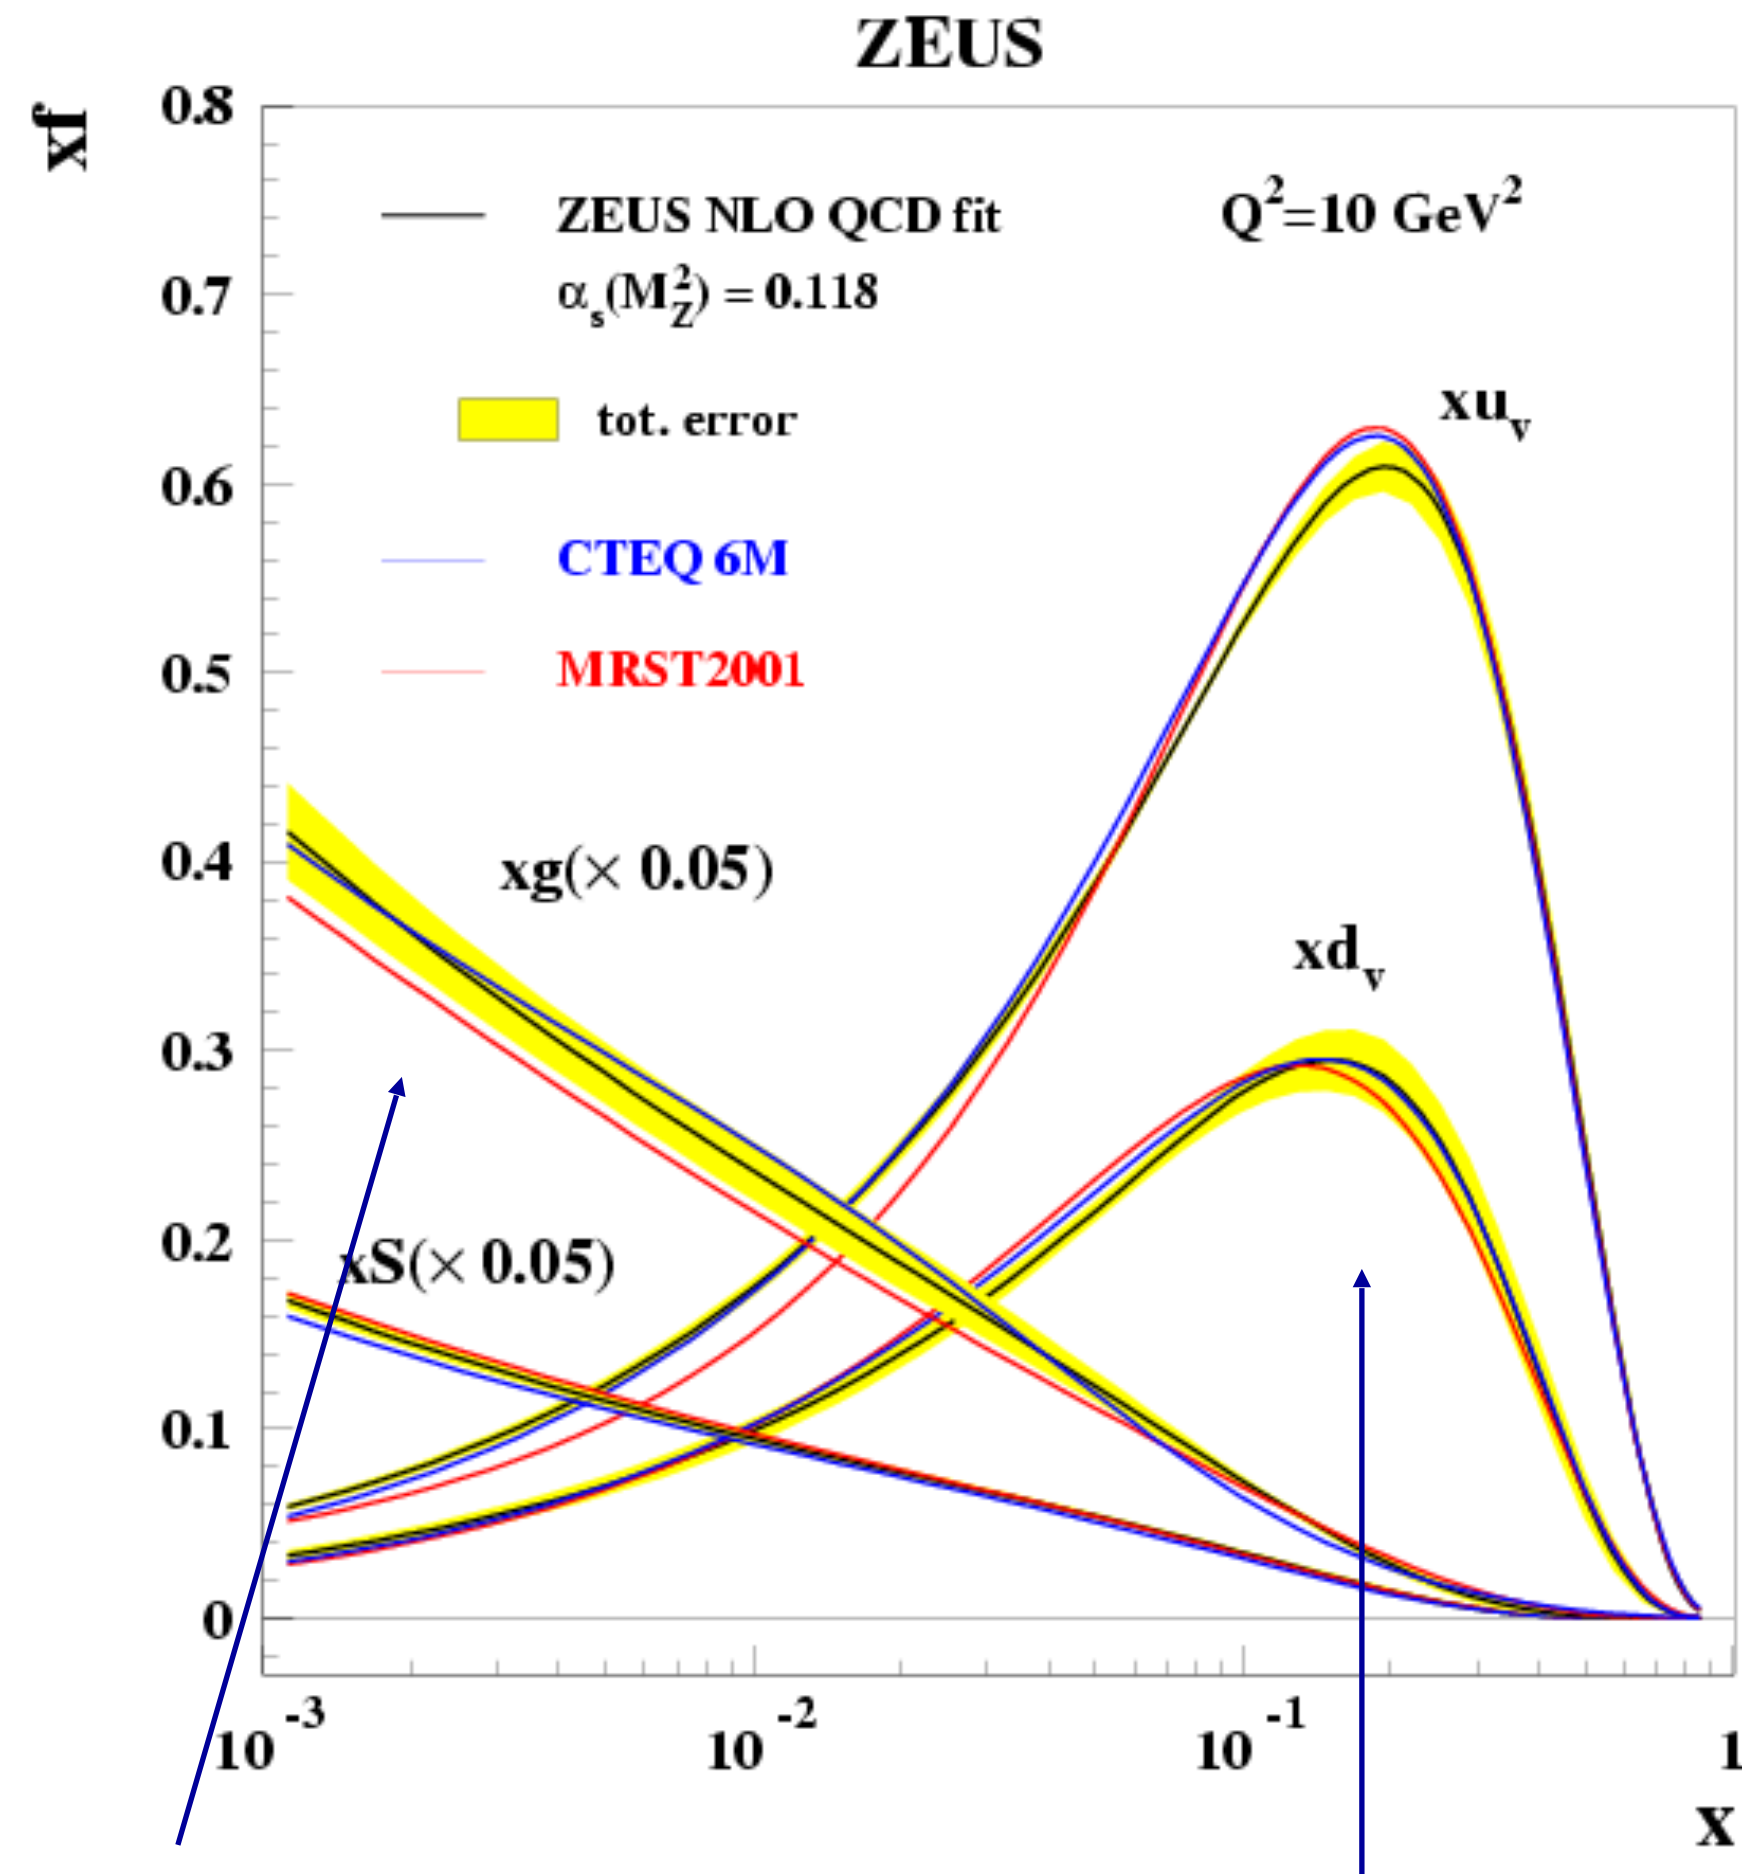 ZEUS
xf
0.8
0.7
0.6
0.5
0.4
0.3
0.2
0.1
0
ZEUS NLO QCD fit
αs(M²Z) = 0.118
Q²=10 GeV²
tot. error
CTEQ 6M
MRST2001
xuv
xg(× 0.05)
xdv
xS(× 0.05)
10⁻³ 10⁻² 10⁻¹ 1
x